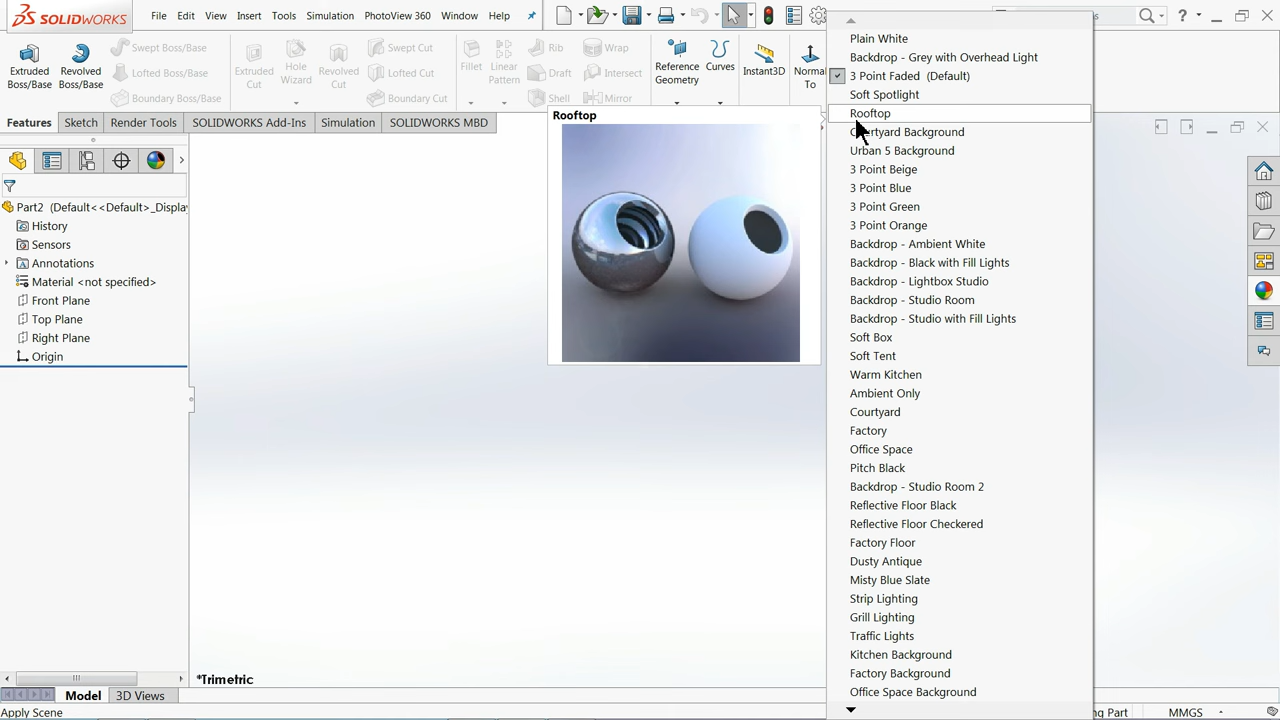 SOLIDWORKS
File Edit View Insert Tools Simulation PhotoView 360 Window Help
Extruded Boss/Base
Revolved Boss/Base
Swept Boss/Base
Lofted Boss/Base
Boundary Boss/Base
Extruded Cut
Hole Wizard
Revolved Cut
Swept Cut
Lofted Cut
Boundary Cut
Fillet
Linear Pattern
Rib
Draft
Shell
Wrap
Intersect
Mirror
Reference Geometry
Curves
Instant3D
Normal To
Features Sketch Render Tools SOLIDWORKS Add-Ins Simulation SOLIDWORKS MBD
Part2 (Default<<Default>_Display
History
Sensors
Annotations
Material <not specified>
Front Plane
Top Plane
Right Plane
Origin
Rooftop
Plain White
Backdrop - Grey with Overhead Light
3 Point Faded (Default)
Soft Spotlight
Rooftop
Courtyard Background
Urban 5 Background
3 Point Beige
3 Point Blue
3 Point Green
3 Point Orange
Backdrop - Ambient White
Backdrop - Black with Fill Lights
Backdrop - Lightbox Studio
Backdrop - Studio Room
Backdrop - Studio with Fill Lights
Soft Box
Soft Tent
Warm Kitchen
Ambient Only
Courtyard
Factory
Office Space
Pitch Black
Backdrop - Studio Room 2
Reflective Floor Black
Reflective Floor Checkered
Factory Floor
Dusty Antique
Misty Blue Slate
Strip Lighting
Grill Lighting
Traffic Lights
Kitchen Background
Factory Background
Office Space Background
*Trimetric
Model 3D Views
Apply Scene
ng Part MMGS